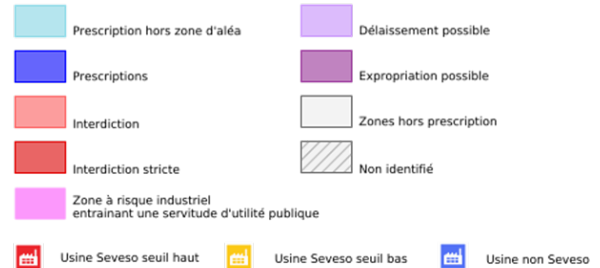 Prescription hors zone d'aléa
Délaissement possible
Prescriptions
Expropriation possible
Interdiction
Zones hors prescription
Interdiction stricte
Non identifié
Zone à risque industriel
entrainant une servitude d'utilité publique
Usine Seveso seuil haut
Usine Seveso seuil bas
Usine non Seveso